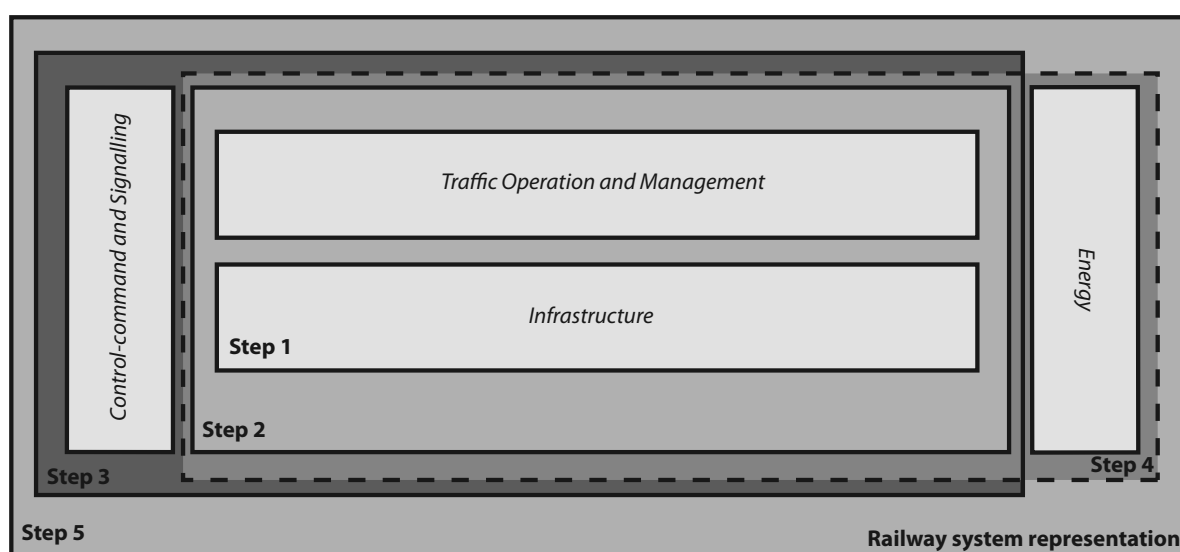 Control-command and Signalling
Traffic Operation and Management
Infrastructure
Step 1
Energy
Step 2
Step 3
Step 4
Step 5
Railway system representation